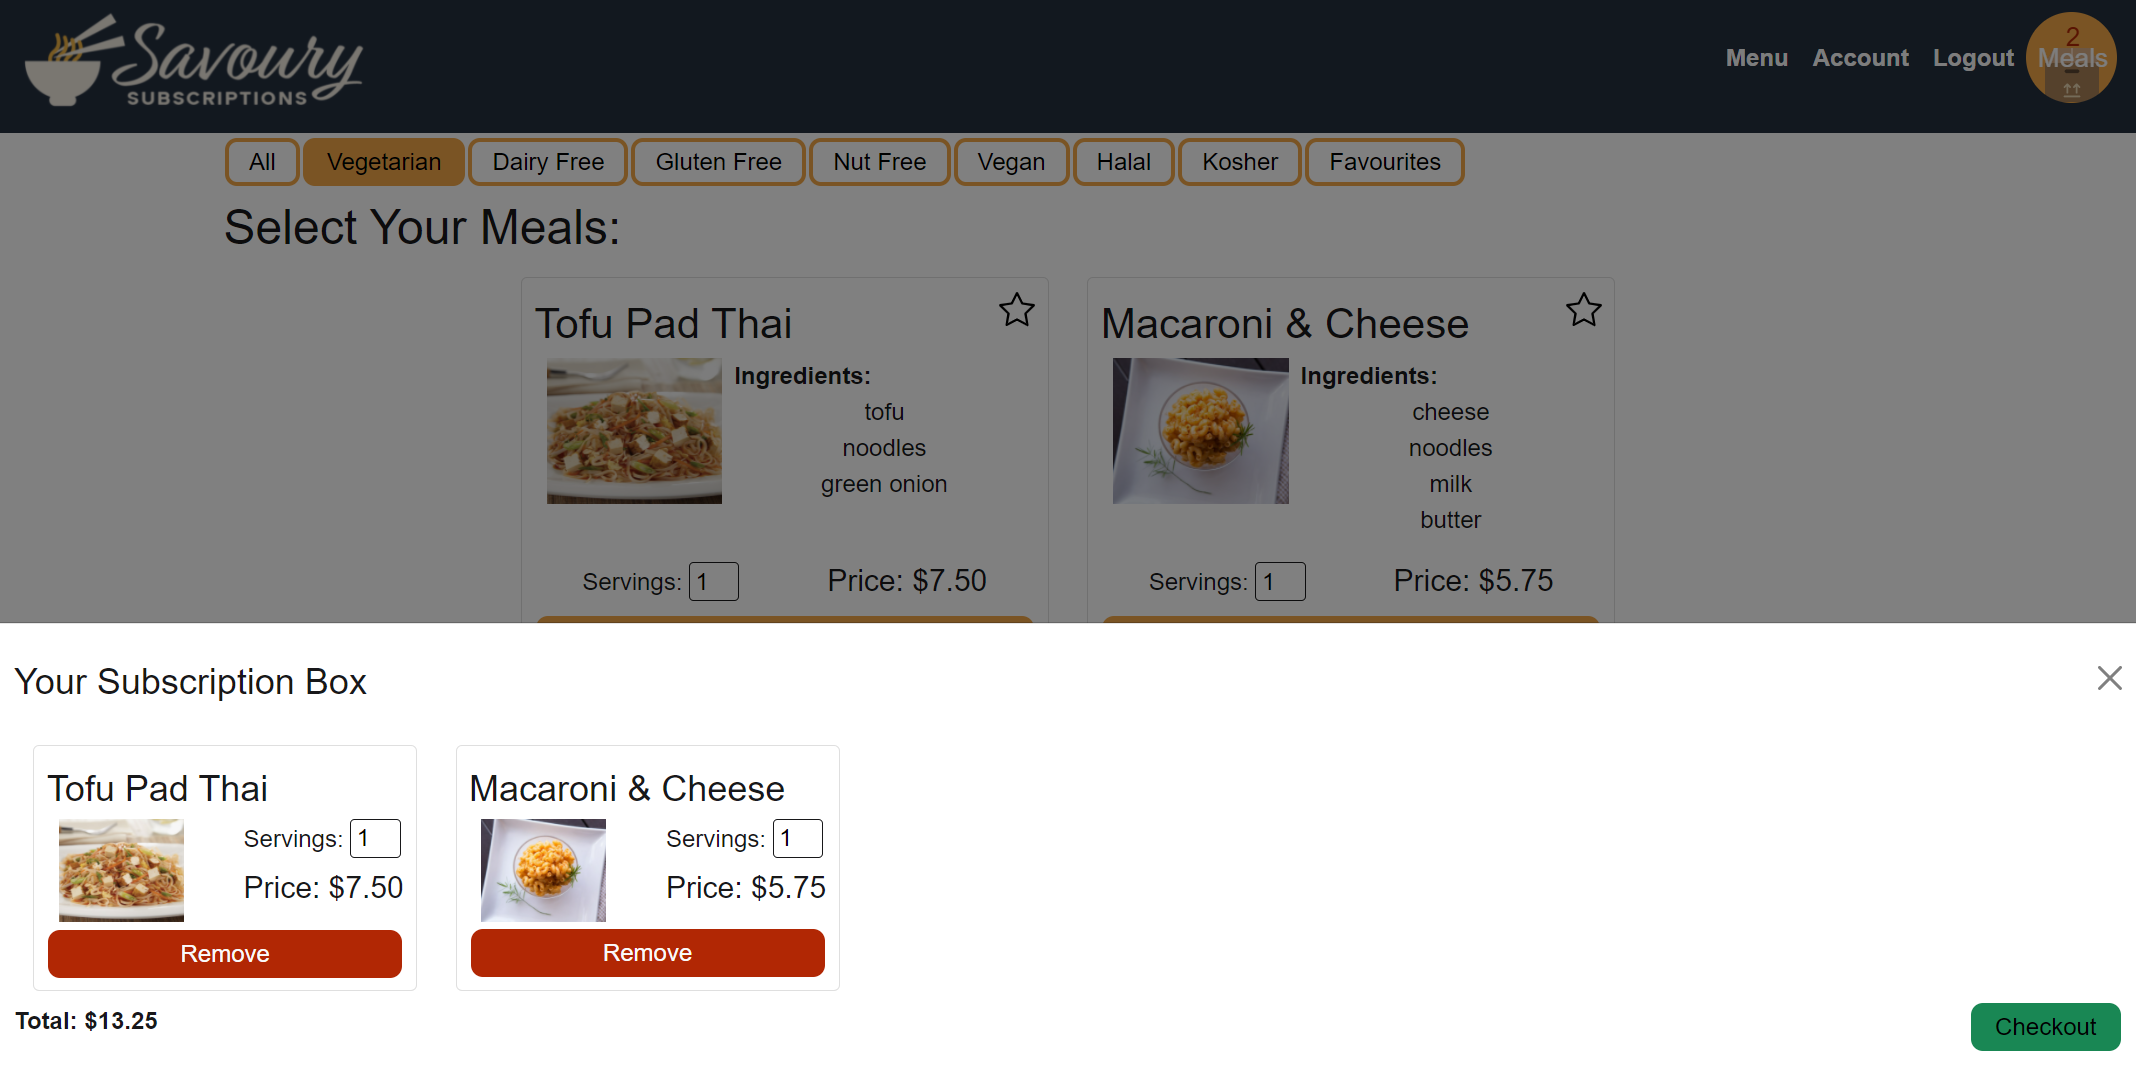 Savoury
SUBSCRIPTIONS
Menu Account Logout
2
Meals
All Vegetarian Dairy Free Gluten Free Nut Free Vegan Halal Kosher Favourites
Select Your Meals:
Tofu Pad Thai
Ingredients:
tofu
noodles
green onion
Servings: 1 Price: $7.50
Macaroni & Cheese
Ingredients:
cheese
noodles
milk
butter
Servings: 1 Price: $5.75
Your Subscription Box
Tofu Pad Thai
Servings: 1
Price: $7.50
Remove
Macaroni & Cheese
Servings: 1
Price: $5.75
Remove
Total: $13.25
Checkout